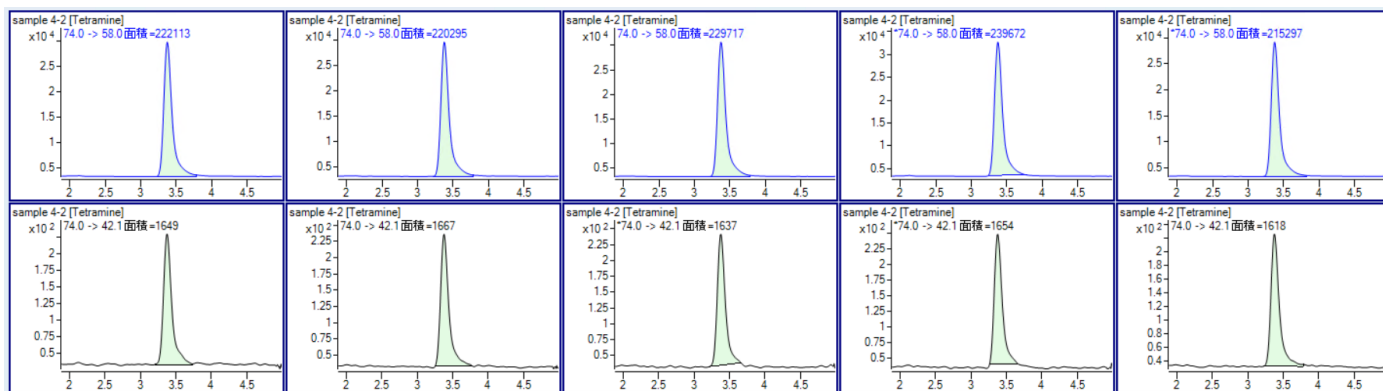 sample 4-2 [Tetramine]
x10 4
74.0 -> 58.0 面積=222113
2.5
2
1.5
1
0.5
2 2.5 3 3.5 4 4.5
sample 4-2 [Tetramine]
x10 4
74.0 -> 58.0 面積=220295
2.5
2
1.5
1
0.5
2 2.5 3 3.5 4 4.5
sample 4-2 [Tetramine]
x10 4
74.0 -> 58.0 面積=229717
2.5
2
1.5
1
0.5
2 2.5 3 3.5 4 4.5
sample 4-2 [Tetramine]
x10 4
*74.0 -> 58.0 面積=239672
3
2.5
2
1.5
1
0.5
2 2.5 3 3.5 4 4.5
sample 4-2 [Tetramine]
x10 4
*74.0 -> 58.0 面積=215297
2.5
2
1.5
1
0.5
2 2.5 3 3.5 4 4.5
sample 4-2 [Tetramine]
x10 2
74.0 -> 42.1 面積=1649
2
1.75
1.5
1.25
1
0.75
0.5
2 2.5 3 3.5 4 4.5
sample 4-2 [Tetramine]
x10 2
74.0 -> 42.1 面積=1667
2.25
2
1.75
1.5
1.25
1
0.75
0.5
2 2.5 3 3.5 4 4.5
sample 4-2 [Tetramine]
x10 2
*74.0 -> 42.1 面積=1637
2.25
2
1.75
1.5
1.25
1
0.75
0.5
2 2.5 3 3.5 4 4.5
sample 4-2 [Tetramine]
x10 2
*74.0 -> 42.1 面積=1654
2.25
2
1.75
1.5
1.25
1
0.75
0.5
2 2.5 3 3.5 4 4.5
sample 4-2 [Tetramine]
x10 2
*74.0 -> 42.1 面積=1618
2
1.8
1.6
1.4
1.2
1
0.8
0.6
0.4
2 2.5 3 3.5 4 4.5